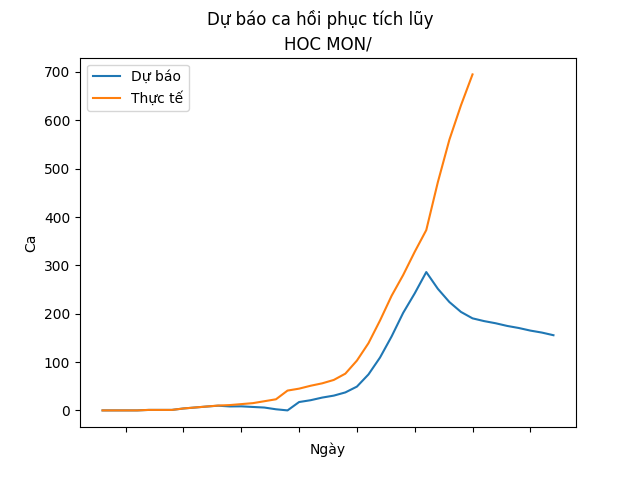 Dự báo ca hồi phục tích lũy
HOC MON/
Dự báo
Thực tế
700
600
500
400
300
200
100
0
Ca
Ngày